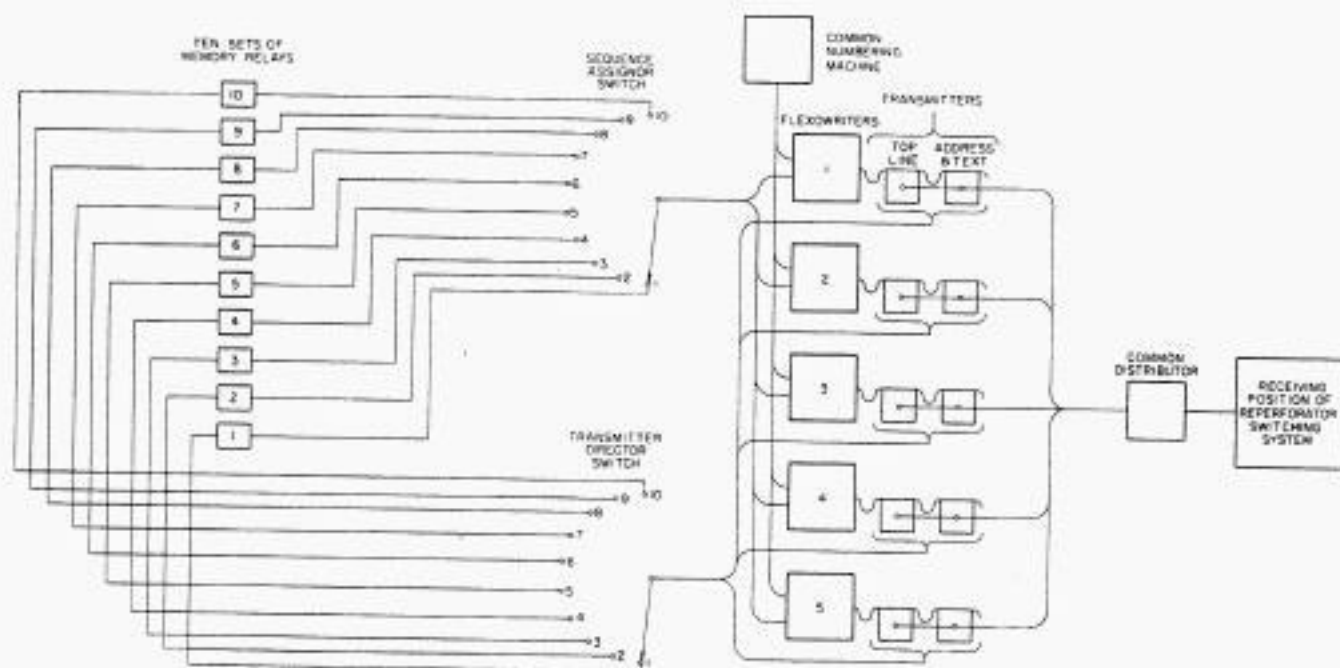 TEN SETS OF
MEMORY RELAYS
10
9
8
7
6
5
4
3
2
1
SEQUENCE
ASSIGNOR
SWITCH
10
9
8
7
6
5
4
3
2
1
TRANSMITTER
DIRECTOR
SWITCH
10
9
8
7
6
5
4
3
2
1
COMMON
NUMBERING
MACHINE
TRANSMITTERS
FLEXOWRITERS
TOP
LINE
ADDRESS
& TEXT
1
2
3
4
5
COMMON
DISTRIBUTOR
RECEIVING
POSITION OF
REPERFORATOR
SWITCHING
SYSTEM